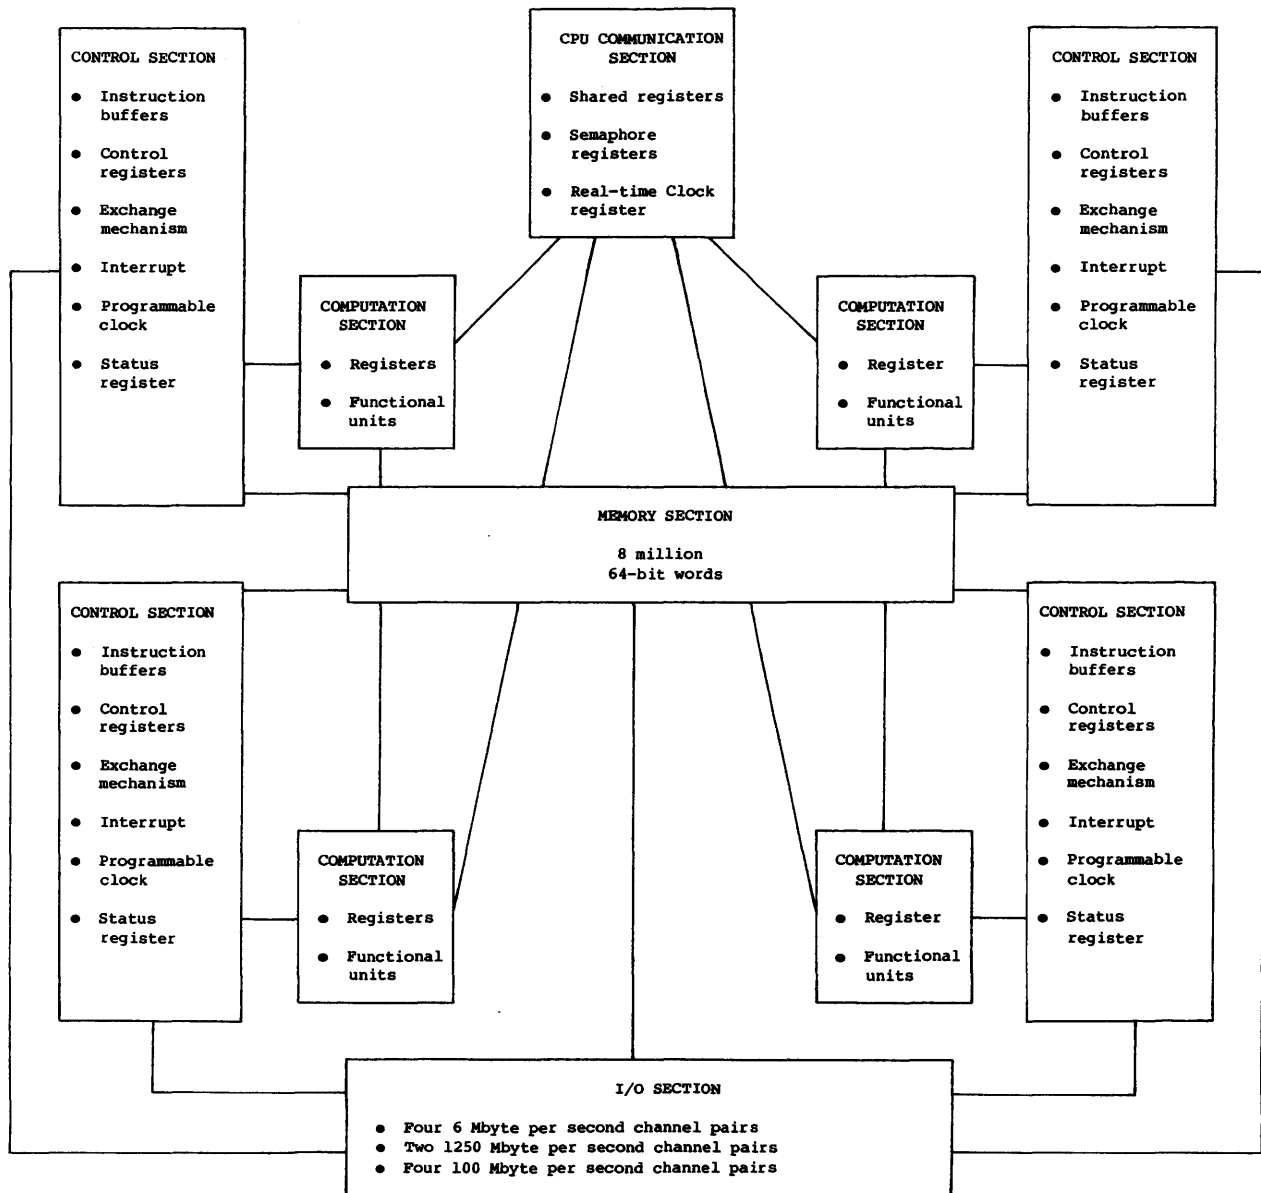 CONTROL SECTION
● Instruction
buffers
● Control
registers
● Exchange
mechanism
● Interrupt
● Programmable
clock
● Status
register
CPU COMMUNICATION
SECTION
● Shared registers
● Semaphore
registers
● Real-time Clock
register
CONTROL SECTION
● Instruction
buffers
● Control
registers
● Exchange
mechanism
● Interrupt
● Programmable
clock
● Status
register
COMPUTATION
SECTION
● Registers
● Functional
units
COMPUTATION
SECTION
● Register
● Functional
units
MEMORY SECTION
8 million
64-bit words
CONTROL SECTION
● Instruction
buffers
● Control
registers
● Exchange
mechanism
● Interrupt
● Programmable
clock
● Status
register
COMPUTATION
SECTION
● Registers
● Functional
units
COMPUTATION
SECTION
● Register
● Functional
units
CONTROL SECTION
● Instruction
buffers
● Control
registers
● Exchange
mechanism
● Interrupt
● Programmable
clock
● Status
register
I/O SECTION
● Four 6 Mbyte per second channel pairs
● Two 1250 Mbyte per second channel pairs
● Four 100 Mbyte per second channel pairs